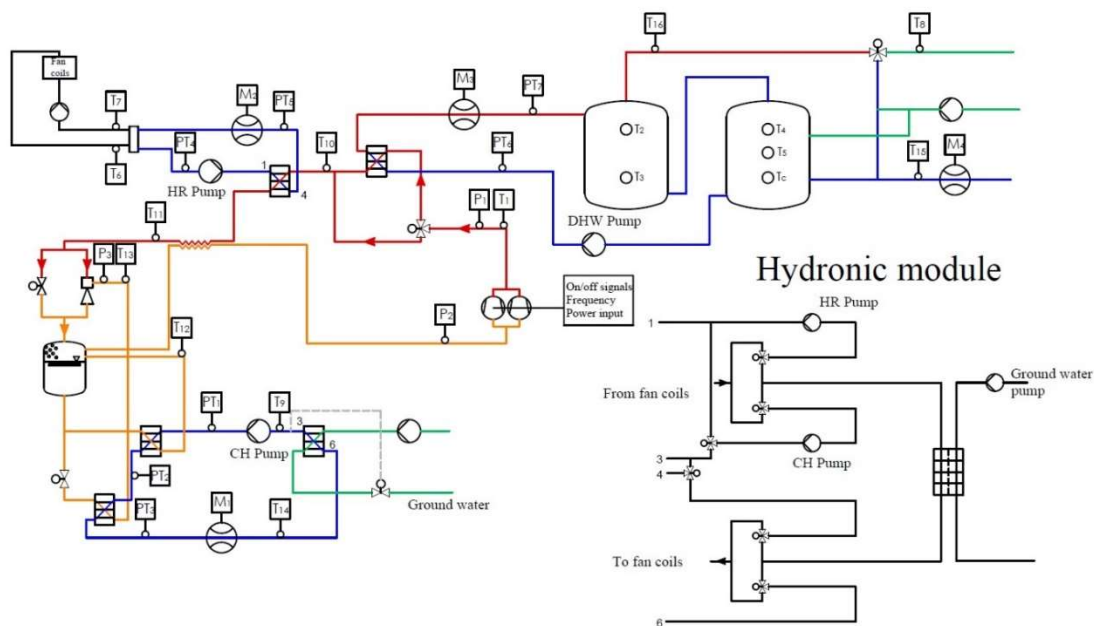 T16
T8
Fan
coils
T7
M2
PT5
M3
PT7
T2
T4
T5
T3
Tc
PT4
T10
PT6
T15
M4
T6
HR Pump
1
4
P1
T1
DHW Pump
T11
Hydronic module
P3
T13
On/off signals
Frequency
Power input
HR Pump
1
P2
T12
Ground water
pump
From fan coils
PT1
T9
3
6
CH Pump
CH Pump
3
4
PT2
PT3
M1
T14
Ground water
To fan coils
6